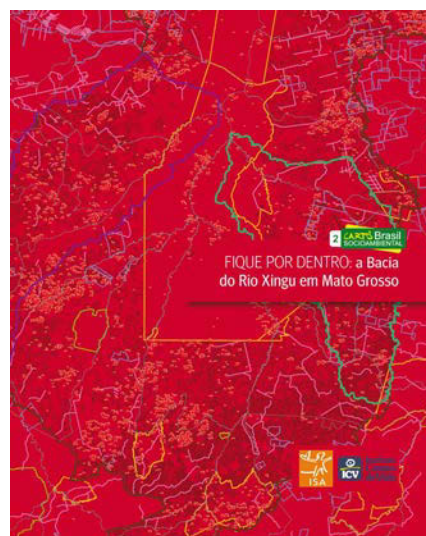 2 CARTÔ Brasil
SOCIOAMBIENTAL
FIQUE POR DENTRO: a Bacia
do Rio Xingu em Mato Grosso
ISA
ICV